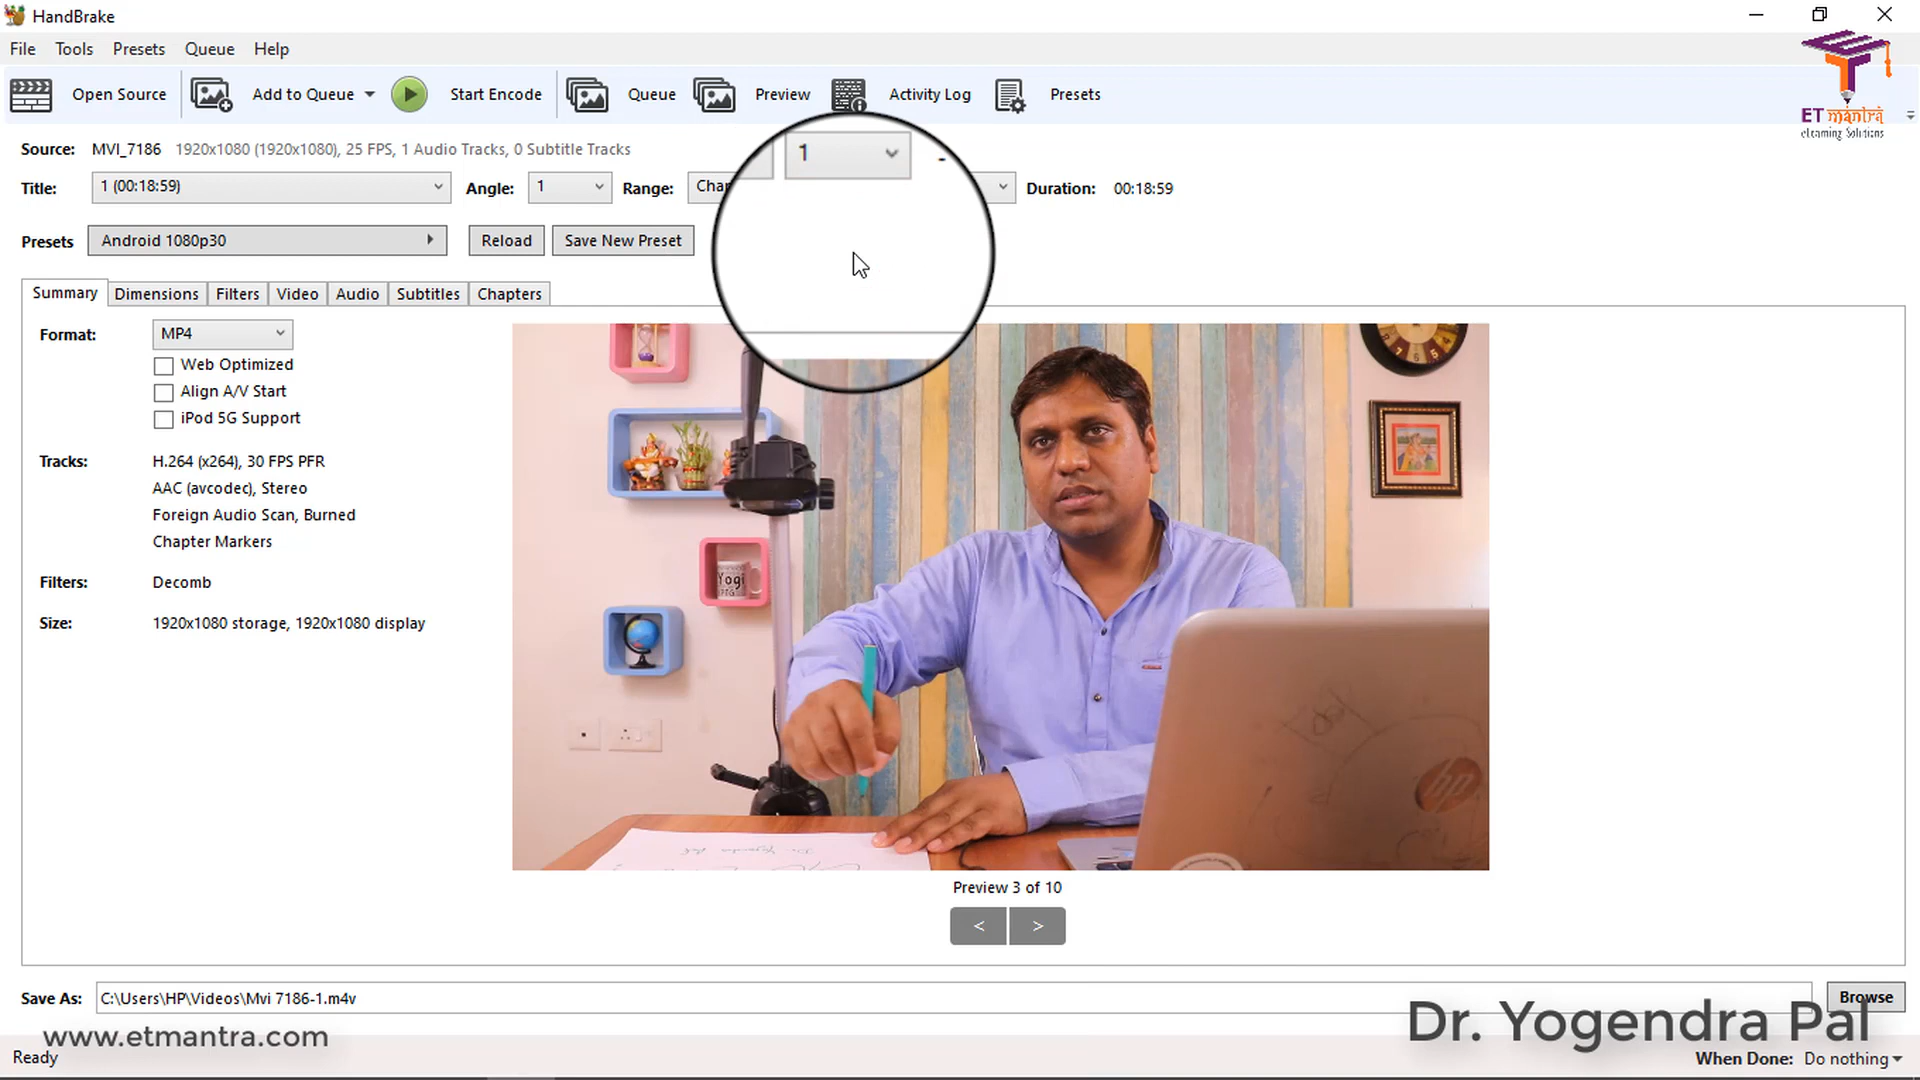 HandBrake
File Tools Presets Queue Help
Open Source Add to Queue Start Encode Queue Preview Activity Log Presets
ET mantra
eLearning Solutions
Source: MVI_7186 1920x1080 (1920x1080), 25 FPS, 1 Audio Tracks, 0 Subtitle Tracks
1 -
Title: 1 (00:18:59) Angle: 1 Range: Chap Duration: 00:18:59
Presets Android 1080p30 Reload Save New Preset
Summary Dimensions Filters Video Audio Subtitles Chapters
Format: MP4
Web Optimized
Align A/V Start
iPod 5G Support
Tracks: H.264 (x264), 30 FPS PFR
AAC (avcodec), Stereo
Foreign Audio Scan, Burned
Chapter Markers
Filters: Decomb
Size: 1920x1080 storage, 1920x1080 display
Yogi
hp
Preview 3 of 10
< >
Save As: C:\Users\HP\Videos\Mvi 7186-1.m4v Browse
www.etmantra.com
Dr. Yogendra Pal
Ready When Done: Do nothing